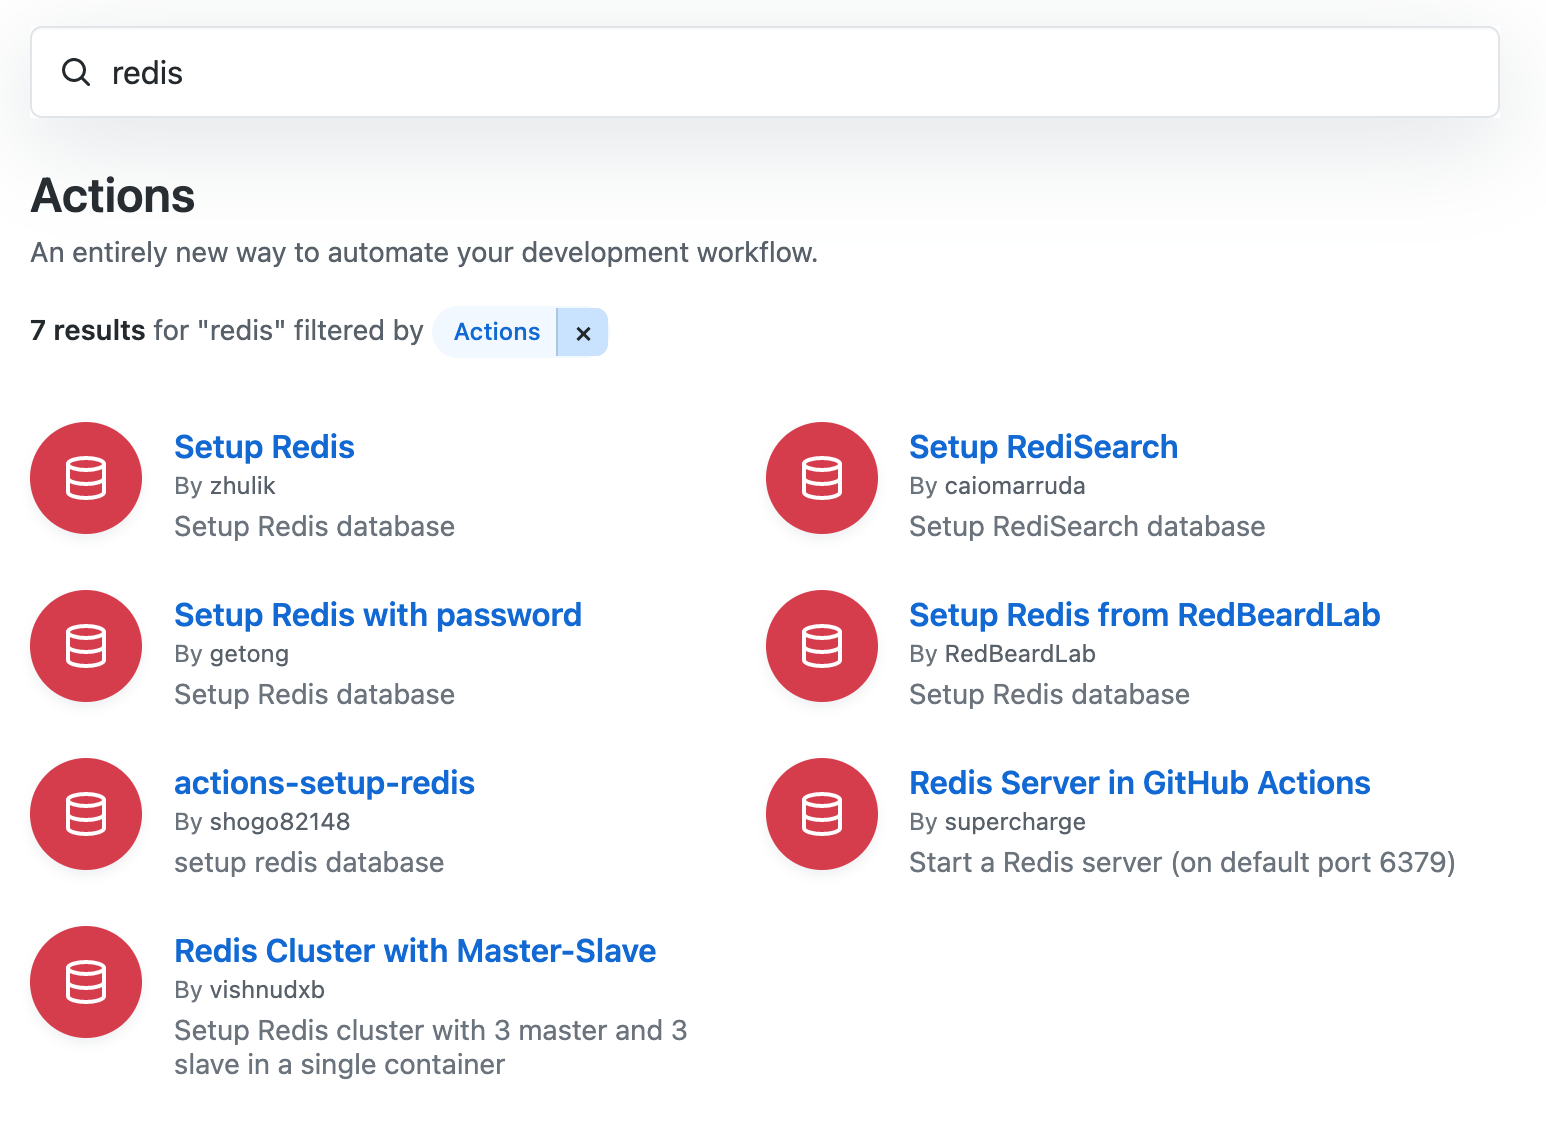 redis
Actions
An entirely new way to automate your development workflow.
7 results for "redis" filtered by Actions ×
Setup Redis
By zhulik
Setup Redis database
Setup RediSearch
By caiomarruda
Setup RediSearch database
Setup Redis with password
By getong
Setup Redis database
Setup Redis from RedBeardLab
By RedBeardLab
Setup Redis database
actions-setup-redis
By shogo82148
setup redis database
Redis Server in GitHub Actions
By supercharge
Start a Redis server (on default port 6379)
Redis Cluster with Master-Slave
By vishnudxb
Setup Redis cluster with 3 master and 3
slave in a single container